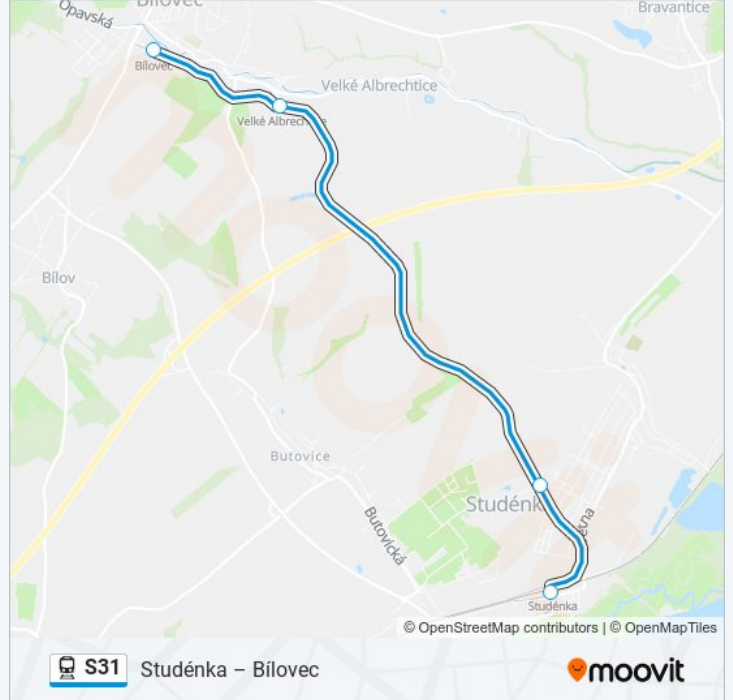 Bílovec
Opavská
Bravantice
Bílovec
Velké Albrechtice
Velké Albrechtice
Bílov
Butovice
Studénk
Butovická
Studénka
© OpenStreetMap contributors | © OpenMapTiles
S31 Studénka – Bílovec moovit